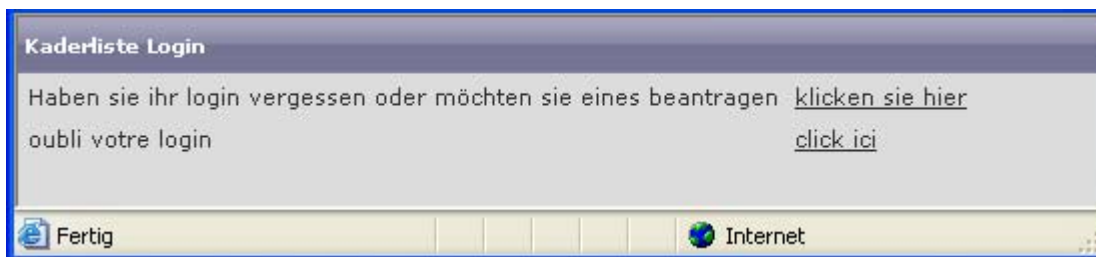 Kaderliste Login
Haben sie ihr login vergessen oder möchten sie eines beantragen klicken sie hier
oubli votre login click ici
Fertig Internet